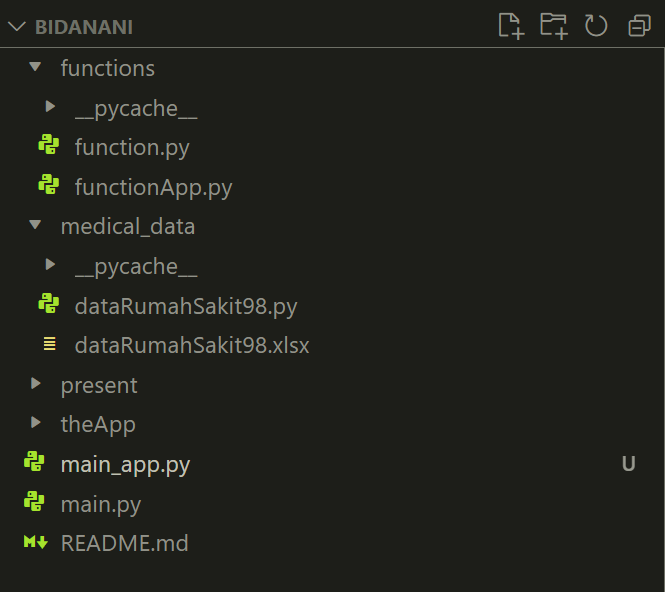 BIDANANI
functions
__pycache__
function.py
functionApp.py
medical_data
__pycache__
dataRumahSakit98.py
dataRumahSakit98.xlsx
present
theApp
main_app.py U
main.py
README.md